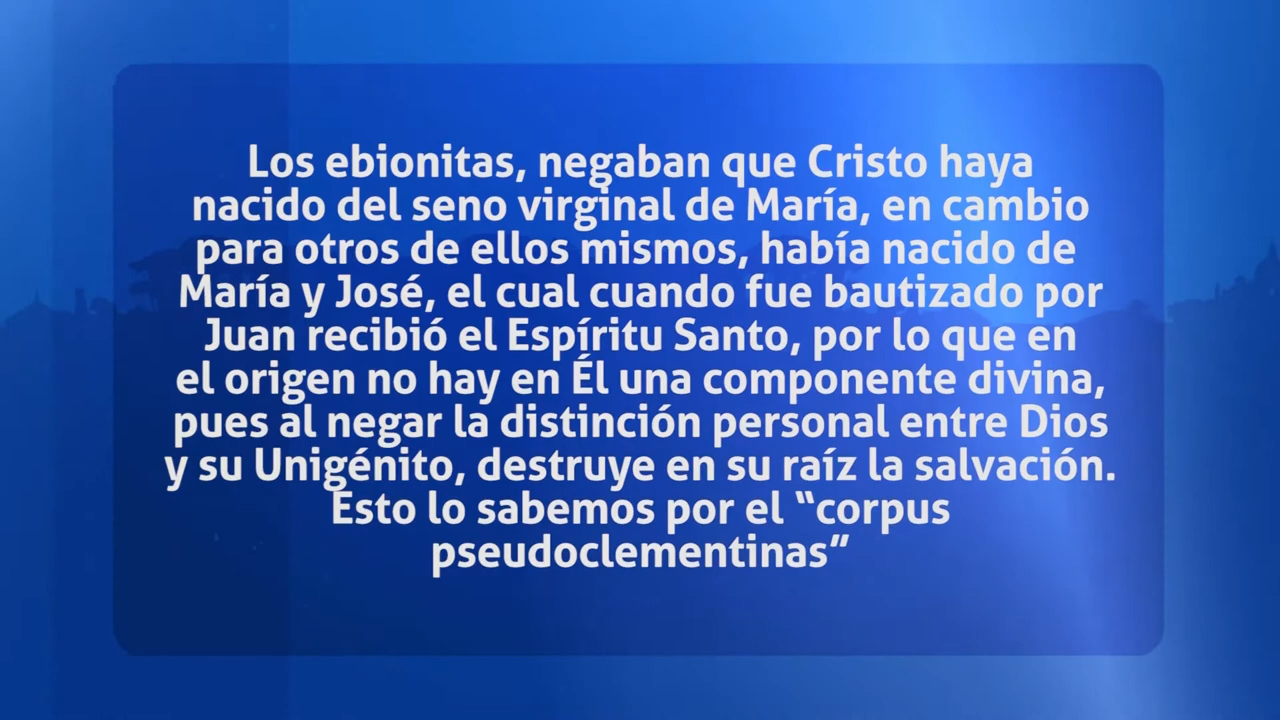 Los ebionitas, negaban que Cristo haya
nacido del seno virginal de María, en cambio
para otros de ellos mismos, había nacido de
María y José, el cual cuando fue bautizado por
Juan recibió el Espíritu Santo, por lo que en
el origen no hay en Él una componente divina,
pues al negar la distinción personal entre Dios
y su Unigénito, destruye en su raíz la salvación.
Esto lo sabemos por el “corpus
pseudoclementinas”